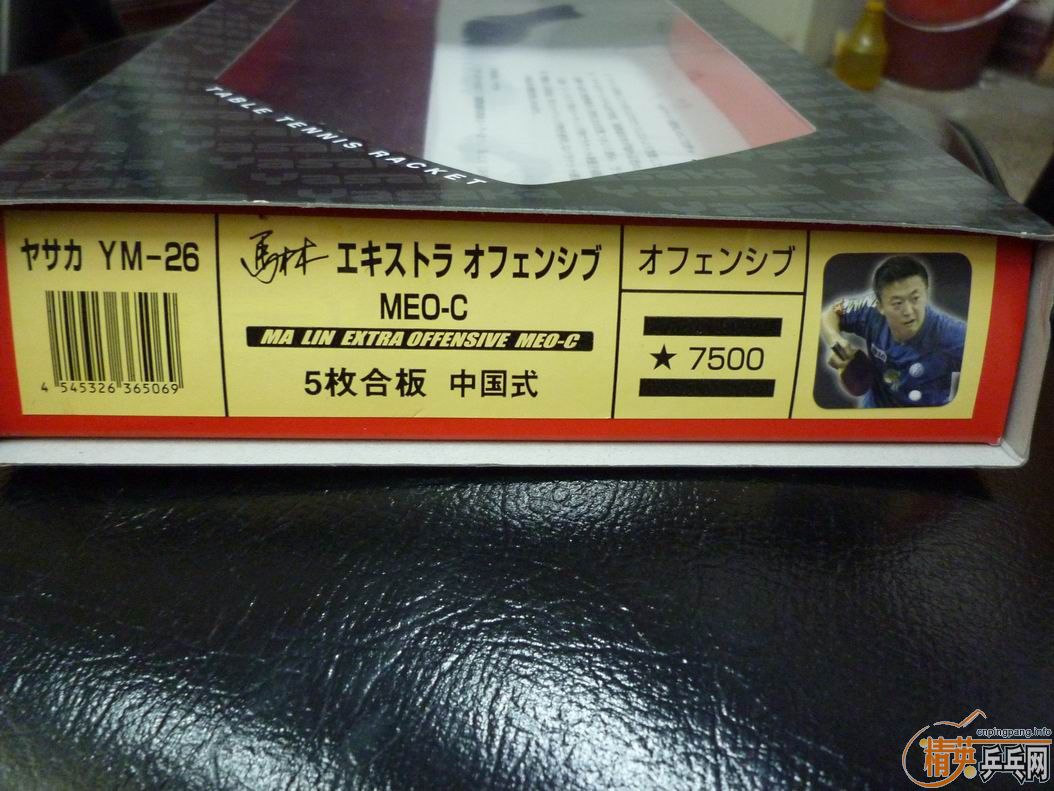 TABLE TENNIS RACKET
ヤサカ YM-26
4 545326 365069
馬林 エキストラ オフェンシブ
MEO-C
MA LIN EXTRA OFFENSIVE MEO-C
5枚合板 中国式
オフェンシブ
★ 7500
cnpingpang.info
精英乒乓网